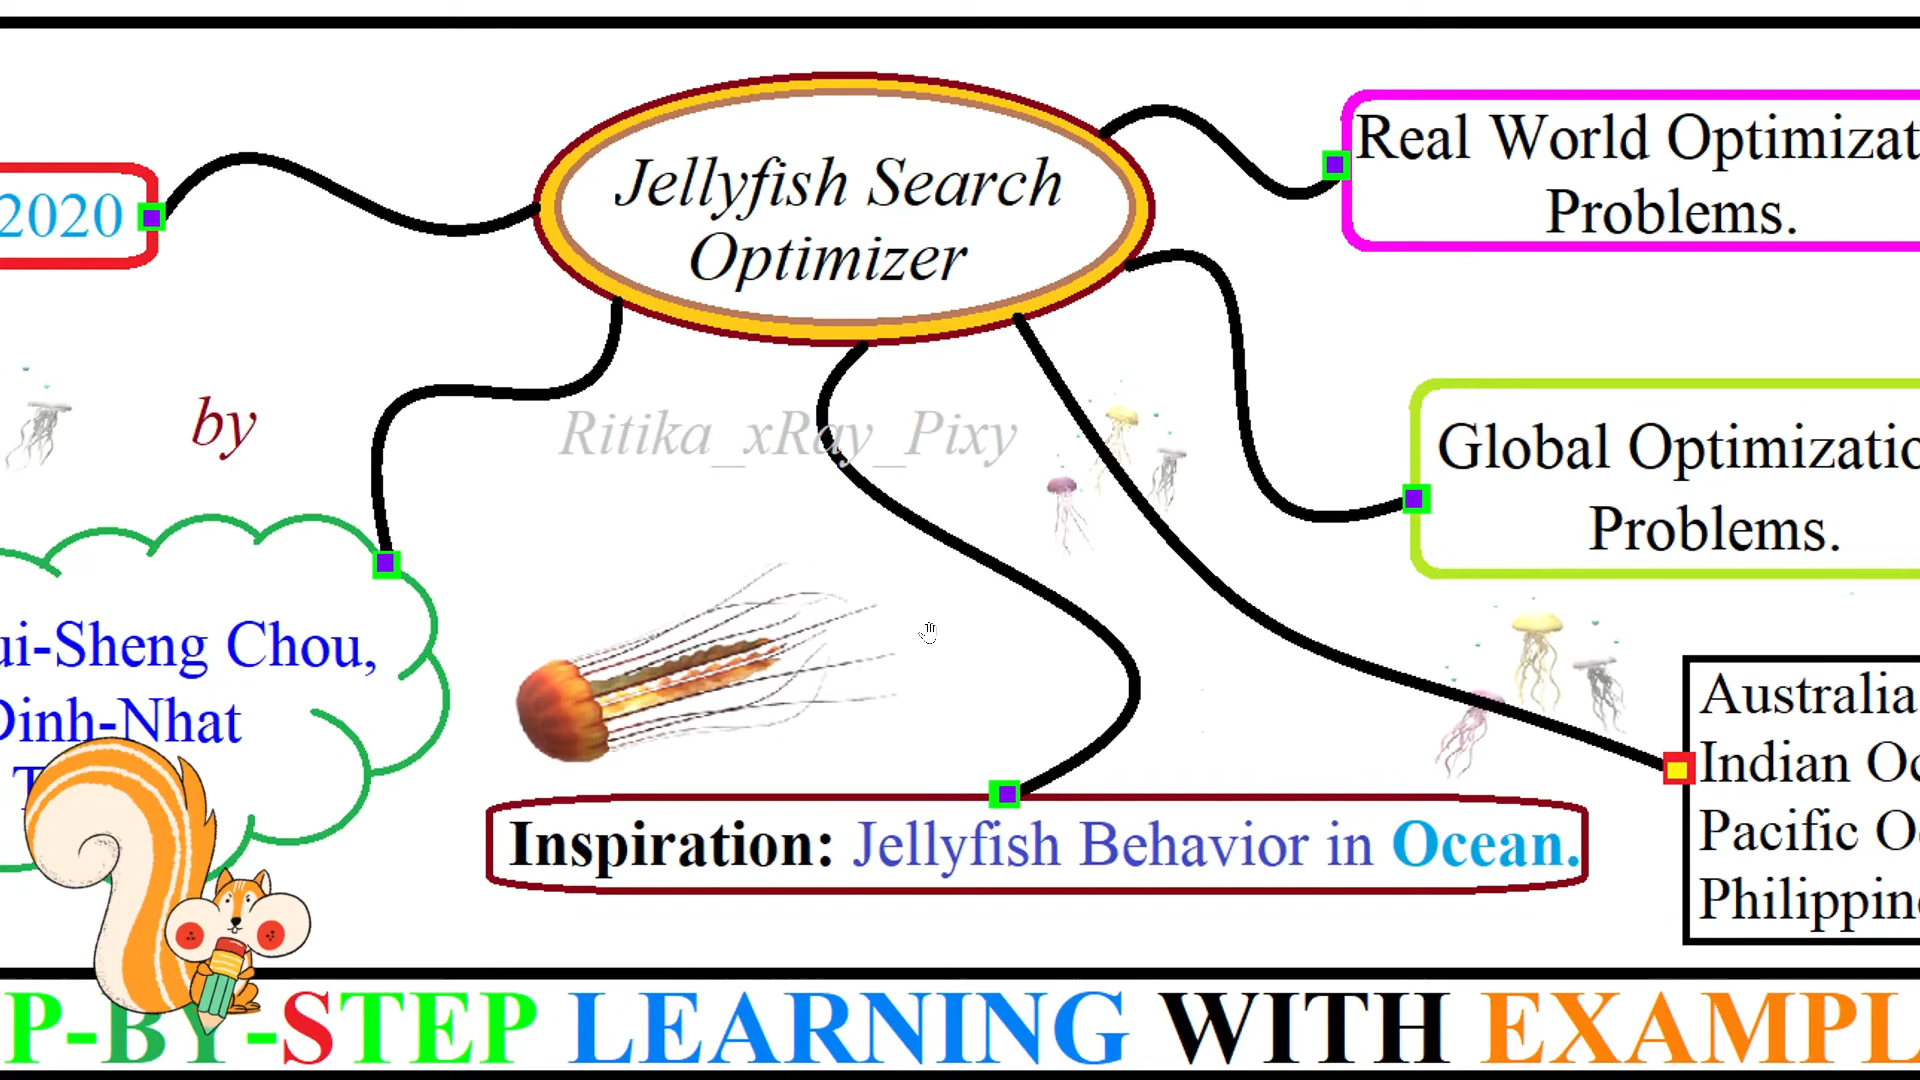 Jellyfish Search
Optimizer
2020
by
ui-Sheng Chou,
Dinh-Nhat
Real World Optimizat
Problems.
Global Optimizatio
Problems.
Ritika_xRay_Pixy
Australia
Indian Oc
Pacific O
Philippin
Inspiration: Jellyfish Behavior in Ocean.
P-BY-STEP LEARNING WITH EXAMPL